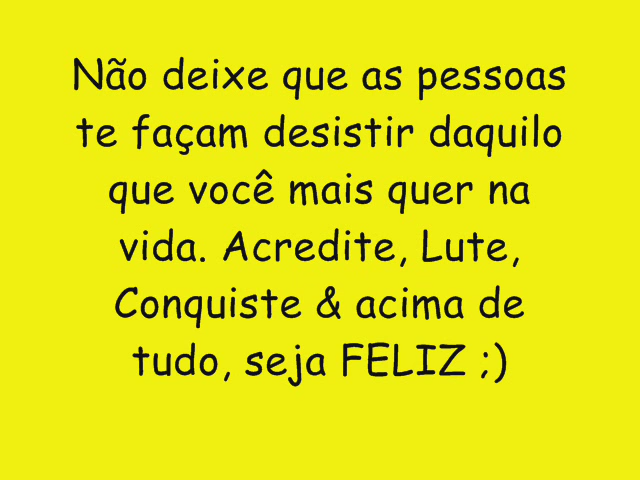 Não deixe que as pessoas
te façam desistir daquilo
que você mais quer na
vida. Acredite, Lute,
Conquiste & acima de
tudo, seja FELIZ ;)